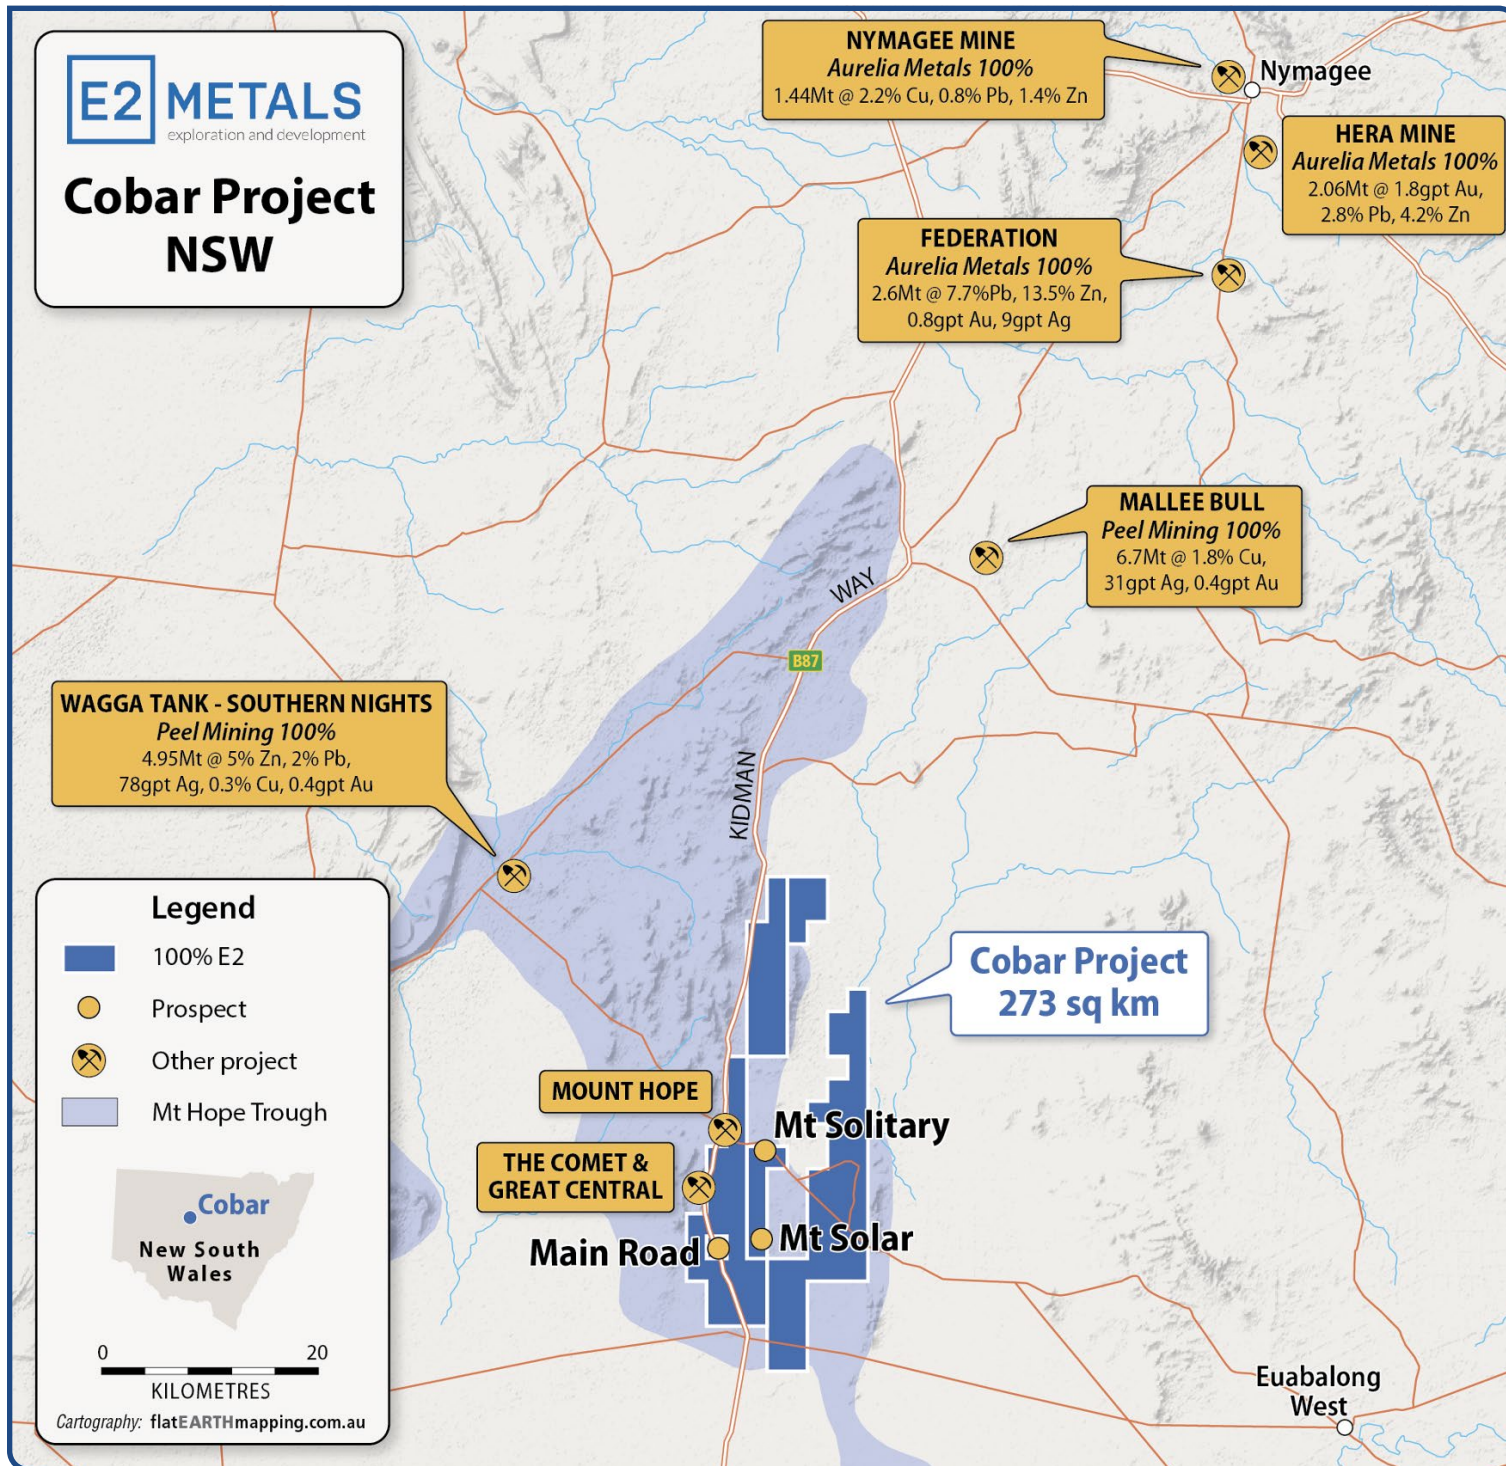 E2 METALS
exploration and development
Cobar Project
NSW
NYMAGEE MINE
Aurelia Metals 100%
1.44Mt @ 2.2% Cu, 0.8% Pb, 1.4% Zn
Nymagee
HERA MINE
Aurelia Metals 100%
2.06Mt @ 1.8gpt Au,
2.8% Pb, 4.2% Zn
FEDERATION
Aurelia Metals 100%
2.6Mt @ 7.7%Pb, 13.5% Zn,
0.8gpt Au, 9gpt Ag
MALLEE BULL
Peel Mining 100%
6.7Mt @ 1.8% Cu,
31gpt Ag, 0.4gpt Au
WAY
B87
KIDMAN
WAGGA TANK - SOUTHERN NIGHTS
Peel Mining 100%
4.95Mt @ 5% Zn, 2% Pb,
78gpt Ag, 0.3% Cu, 0.4gpt Au
Cobar Project
273 sq km
MOUNT HOPE
Mt Solitary
THE COMET &
GREAT CENTRAL
Main Road
Mt Solar
Euabalong
West
Legend
100% E2
Prospect
Other project
Mt Hope Trough
Cobar
New South
Wales
0 20
KILOMETRES
Cartography: flatEARTHmapping.com.au